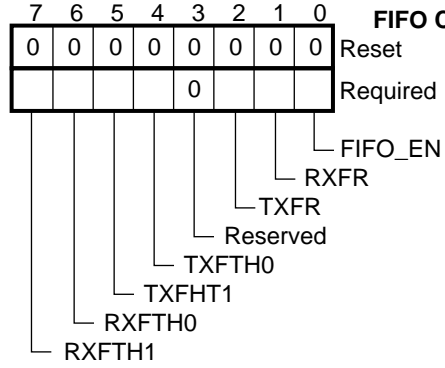 7 6 5 4 3 2 1 0 FIFO C
0 0 0 0 0 0 0 0 Reset
0 Required
FIFO_EN
RXFR
TXFR
Reserved
TXFTH0
TXFHT1
RXFTH0
RXFTH1